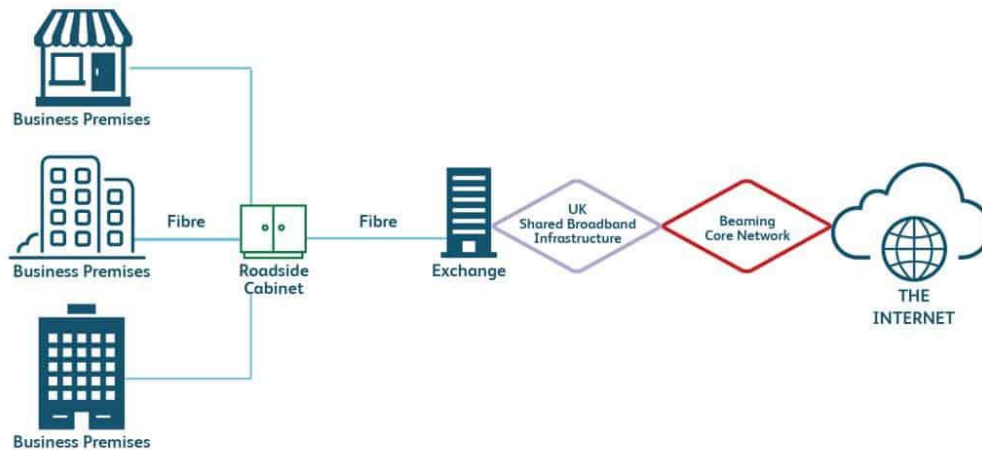 Business Premises
Business Premises
Business Premises
Fibre
Roadside
Cabinet
Fibre
Exchange
UK
Shared Broadband
Infrastructure
Beaming
Core Network
THE
INTERNET